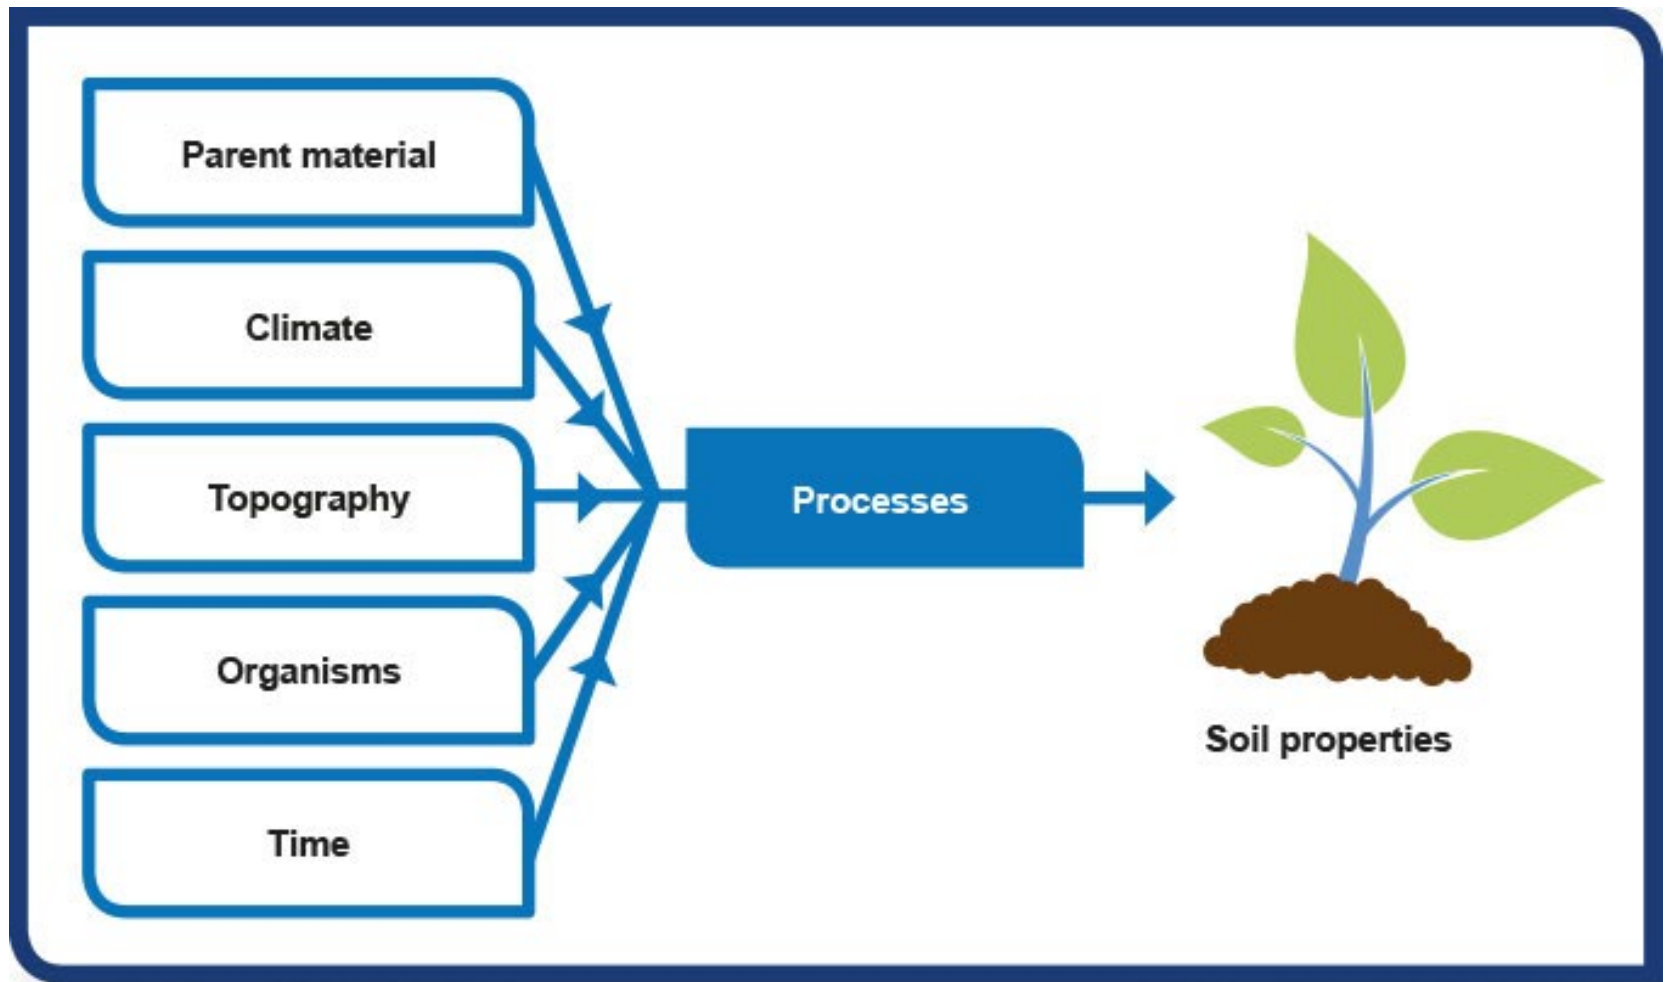 Parent material
Climate
Topography
Organisms
Time
Processes
Soil properties